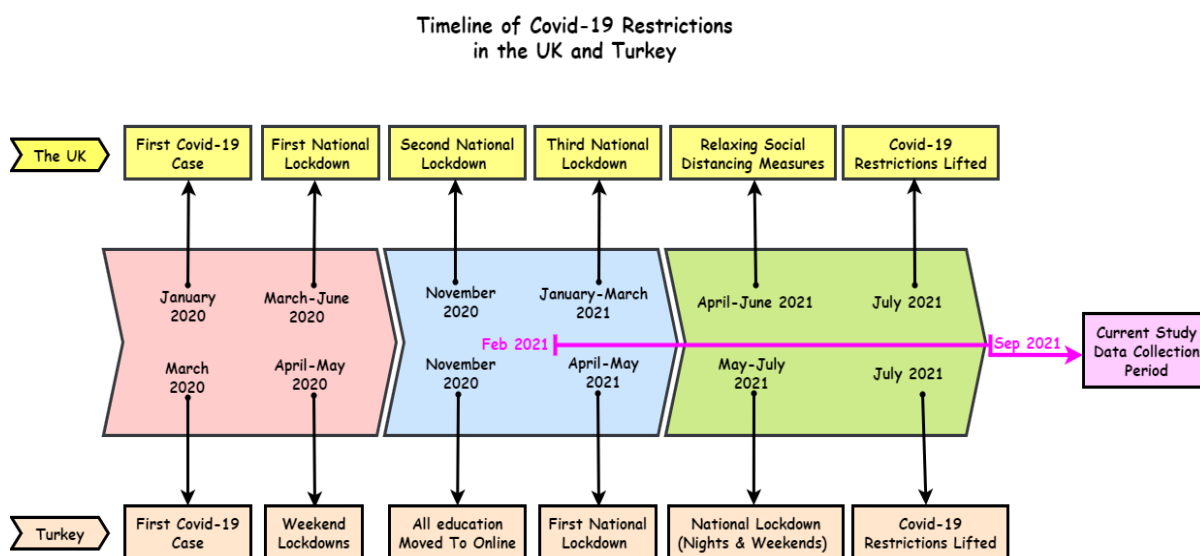 Timeline of Covid-19 Restrictions
in the UK and Turkey
The UK
First Covid-19
Case
First National
Lockdown
Second National
Lockdown
Third National
Lockdown
Relaxing Social
Distancing Measures
Covid-19
Restrictions Lifted
January
2020
March-June
2020
November
2020
January-March
2021
April-June 2021
July 2021
Feb 2021
Sep 2021
Current Study
Data Collection
Period
March
2020
April-May
2020
November
2020
April-May
2021
May-July
2021
July 2021
Turkey
First Covid-19
Case
Weekend
Lockdowns
All education
Moved To Online
First National
Lockdown
National Lockdown
(Nights & Weekends)
Covid-19
Restrictions Lifted